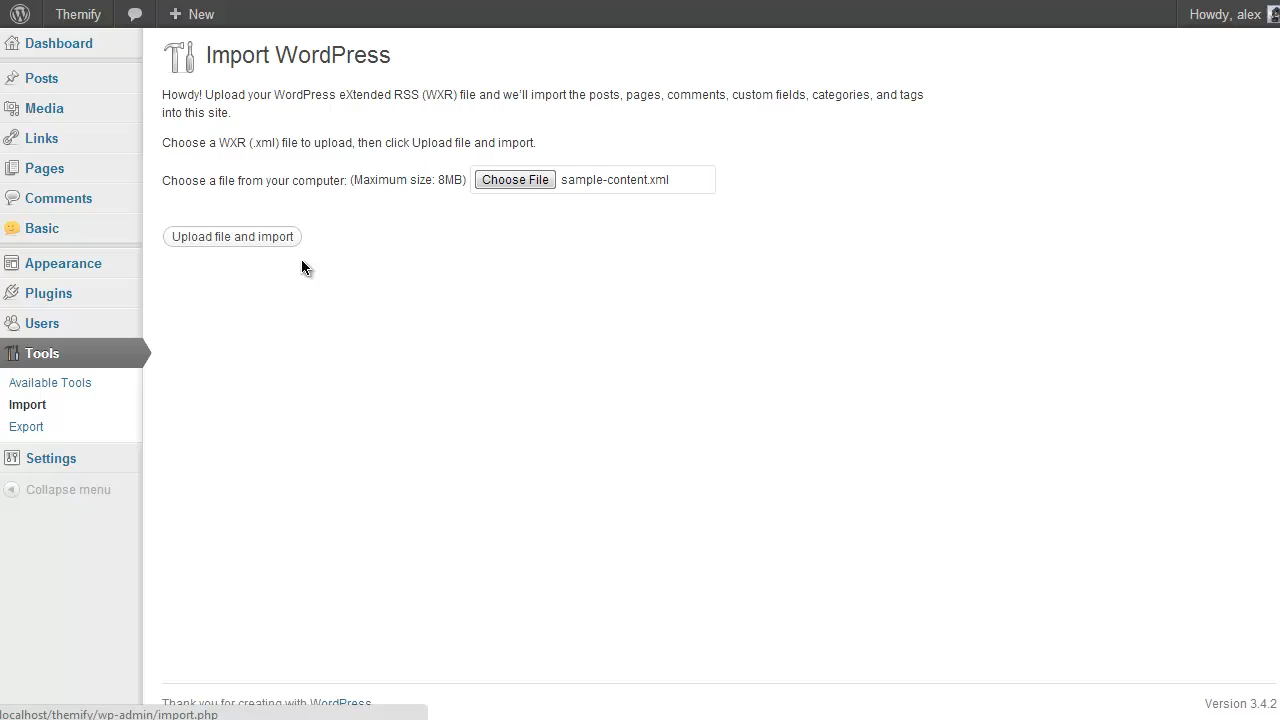 Themify
New
Howdy, alex
Dashboard
Posts
Media
Links
Pages
Comments
Basic
Appearance
Plugins
Users
Tools
Available Tools
Import
Export
Settings
Collapse menu
Import WordPress
Howdy! Upload your WordPress eXtended RSS (WXR) file and we'll import the posts, pages, comments, custom fields, categories, and tags
into this site.
Choose a WXR (.xml) file to upload, then click Upload file and import.
Choose a file from your computer: (Maximum size: 8MB) Choose File sample-content.xml
Upload file and import
Thank you for creating with WordPress.
Version 3.4.2
localhost/themify/wp-admin/import.php